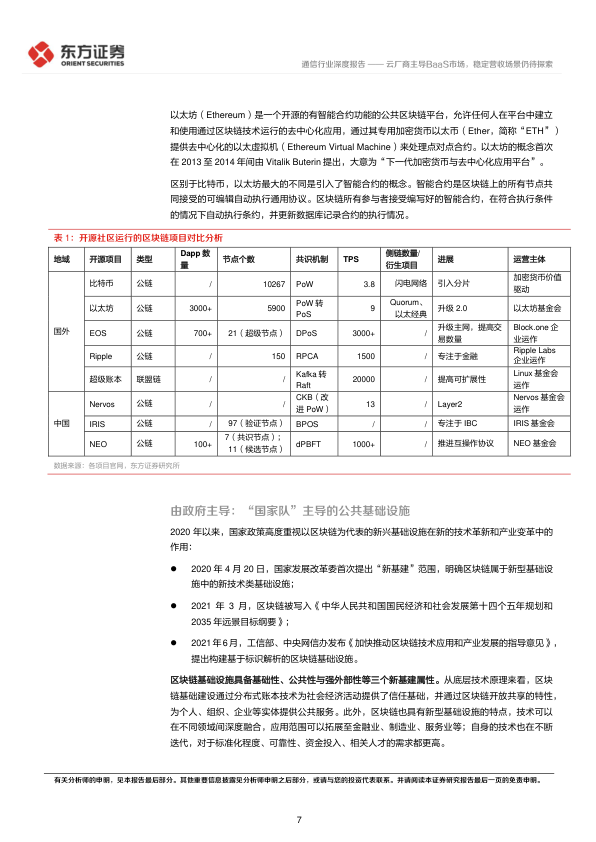 东方证券
ORIENT SECURITIES
通信行业深度报告 —— 云厂商主导BaaS市场，稳定营收场景仍待探索
以太坊（Ethereum）是一个开源的有智能合约功能的公共区块链平台，允许任何人在平台中建立
和使用通过区块链技术运行的去中心化应用，通过其专用加密货币以太币（Ether，简称“ETH”）
提供去中心化的以太虚拟机（Ethereum Virtual Machine）来处理点对点合约。以太坊的概念首次
在 2013 至 2014 年间由 Vitalik Buterin 提出，大意为“下一代加密货币与去中心化应用平台”。
区别于比特币，以太坊最大的不同是引入了智能合约的概念。智能合约是区块链上的所有节点共
同接受的可编辑自动执行通用协议。区块链所有参与者接受编写好的智能合约，在符合执行条件
的情况下自动执行条约，并更新数据库记录合约的执行情况。
表 1：开源社区运行的区块链项目对比分析
地域 开源项目 类型 Dapp 数量 节点个数 共识机制 TPS 侧链数量/衍生项目 进展 运营主体
国外 比特币 公链 / 10267 PoW 3.8 闪电网络 引入分片 加密货币价值驱动
以太坊 公链 3000+ 5900 PoW 转 PoS 9 Quorum、以太经典 升级 2.0 以太坊基金会
EOS 公链 700+ 21（超级节点） DPoS 3000+ / 升级主网，提高交易数量 Block.one 企业运作
Ripple 公链 / 150 RPCA 1500 / 专注于金融 Ripple Labs 企业运作
超级账本 联盟链 / / Kafka 转 Raft 20000 / 提高可扩展性 Linux 基金会运作
中国 Nervos 公链 / / CKB（改进 PoW） 13 / Layer2 Nervos 基金会运作
IRIS 公链 / 97（验证节点） BPOS / / 专注于 IBC IRIS 基金会
NEO 公链 100+ 7（共识节点）；11（候选节点） dPBFT 1000+ / 推进互操作协议 NEO 基金会
数据来源：各项目官网，东方证券研究所
由政府主导：“国家队”主导的公共基础设施
2020 年以来，国家政策高度重视以区块链为代表的新兴基础设施在新的技术革新和产业变革中的
作用：
● 2020 年 4 月 20 日，国家发展改革委首次提出“新基建”范围，明确区块链属于新型基础设
施中的新技术类基础设施；
● 2021 年 3 月，区块链被写入《中华人民共和国国民经济和社会发展第十四个五年规划和
2035 年远景目标纲要》；
● 2021 年 6 月，工信部、中央网信办发布《加快推动区块链技术应用和产业发展的指导意见》，
提出构建基于标识解析的区块链基础设施。
区块链基础设施具备基础性、公共性与强外部性等三个新基建属性。从底层技术原理来看，区块
链基础建设通过分布式账本技术为社会经济活动提供了信任基础，并通过区块链开放共享的特性，
为个人、组织、企业等实体提供公共服务。此外，区块链也具有新型基础设施的特点，技术可以
在不同领域间深度融合，应用范围可以拓展至金融业、制造业、服务业等；自身的技术也在不断
迭代，对于标准化程度、可靠性、资金投入、相关人才的需求都更高。
有关分析师的申明，见本报告最后部分。其他重要信息披露见分析师申明之后部分，或请与您的投资代表联系。并请阅读本证券研究报告最后一页的免责申明。
7